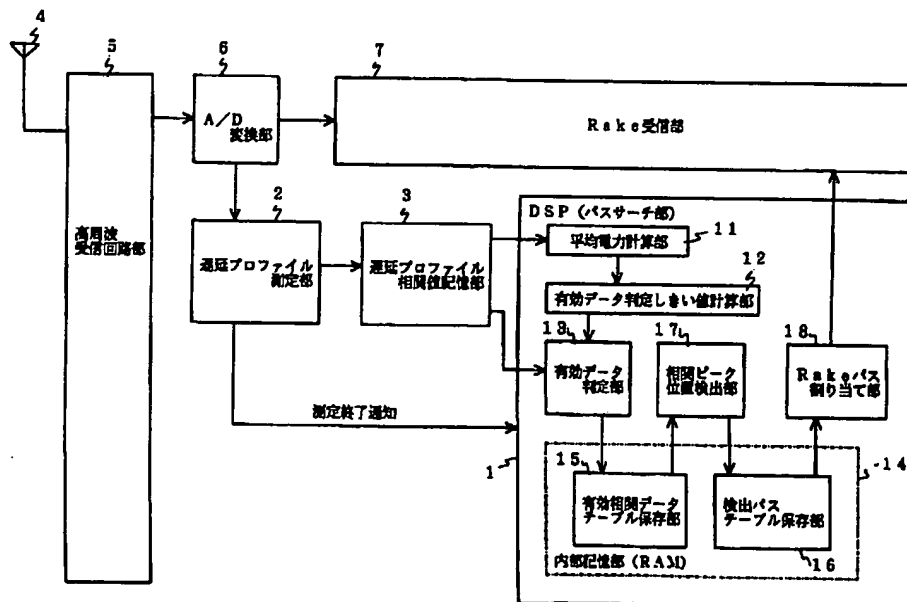 4
5
6
7
A/D
変換部
Rake受信部
2
3
高周波
受信回路部
遅延プロファイル
測定部
遅延プロファイル
相関値記憶部
DSP(パスサーチ部)
平均電力計算部
11
12
有効データ判定しきい値計算部
13
17
18
有効データ
判定部
相関ピーク
位置検出部
Rakeパス
割り当て部
測定終了通知
1
14
15
有効相関データ
テーブル保存部
検出パス
テーブル保存部
内部記憶部(RAM)
16